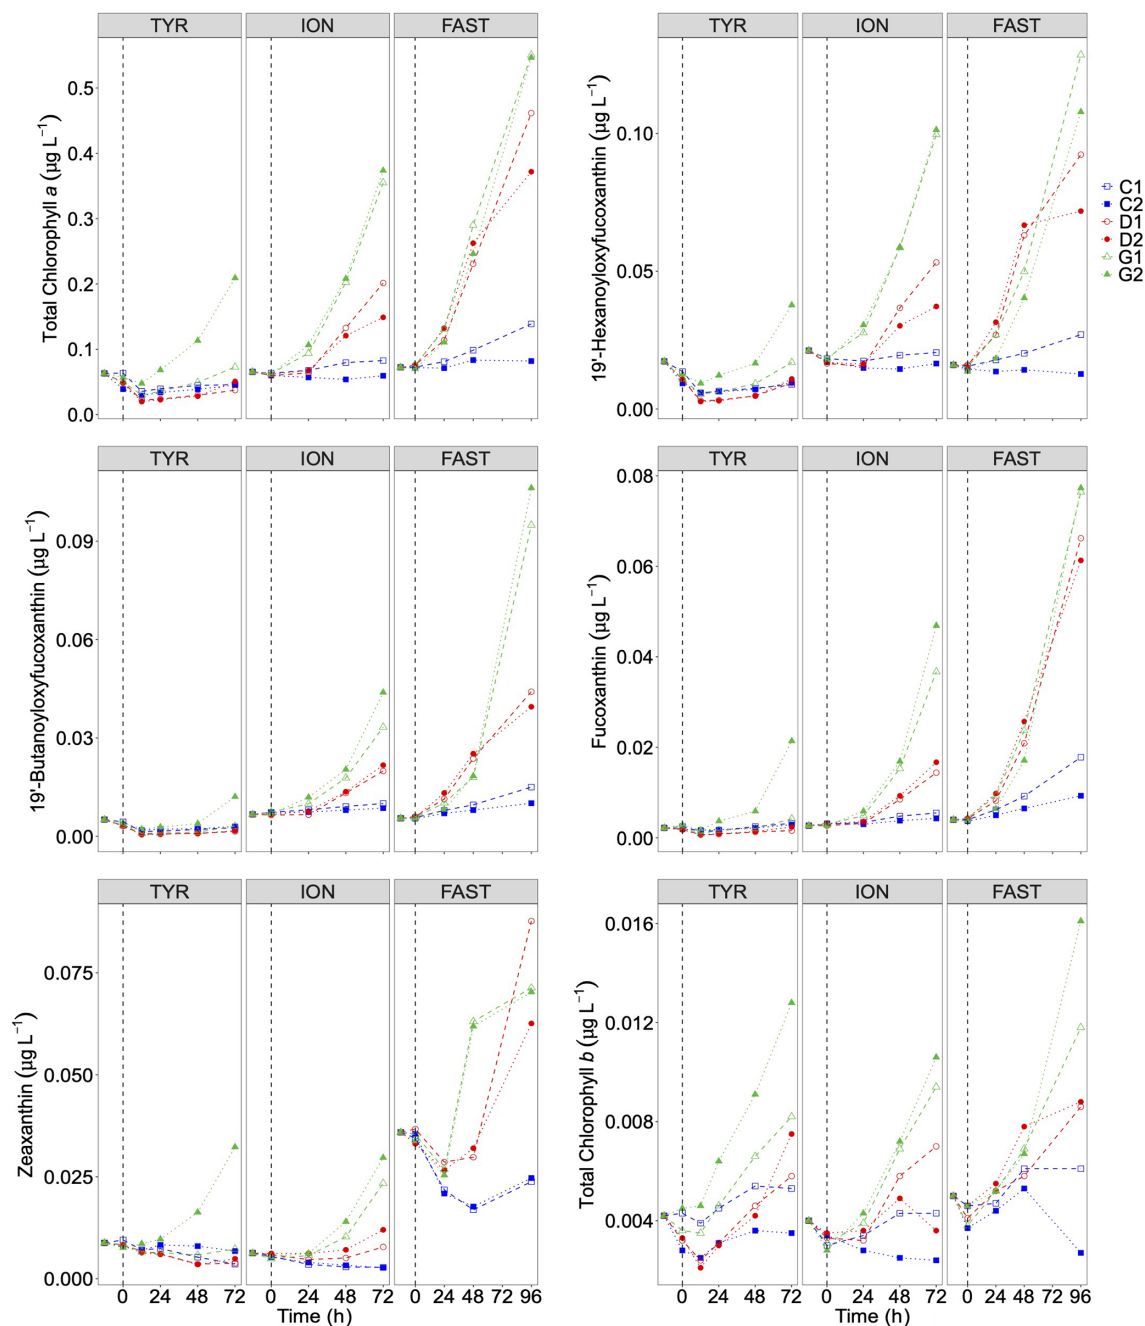 TYR ION FAST
Total Chlorophyll a (µg L⁻¹)
0.5
0.4
0.3
0.2
0.1
0.0
TYR ION FAST
19'-Hexanoyloxyfucoxanthin (µg L⁻¹)
0.10
0.05
0.00
C1
C2
D1
D2
G1
G2
TYR ION FAST
19'-Butanoyloxyfucoxanthin (µg L⁻¹)
0.09
0.06
0.03
0.00
TYR ION FAST
Fucoxanthin (µg L⁻¹)
0.08
0.06
0.04
0.02
0.00
TYR ION FAST
Zeaxanthin (µg L⁻¹)
0.075
0.050
0.025
0.000
0 24 48 72 0 24 48 72 0 24 48 72 96
Time (h)
TYR ION FAST
Total Chlorophyll b (µg L⁻¹)
0.016
0.012
0.008
0.004
0 24 48 72 0 24 48 72 0 24 48 72 96
Time (h)